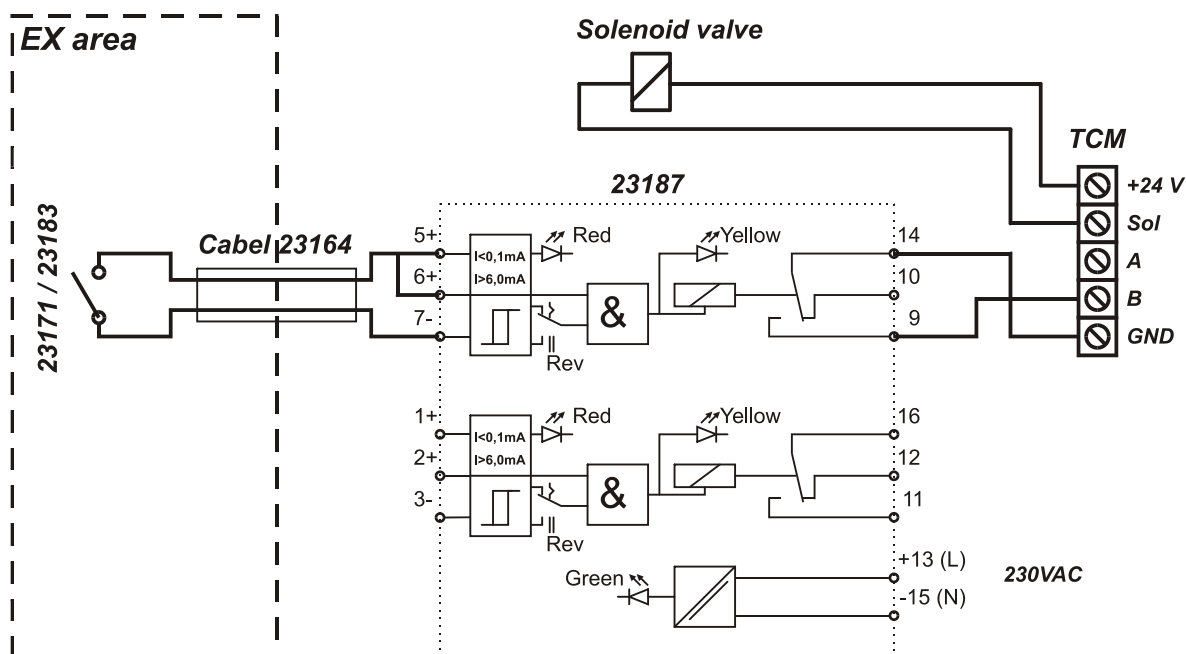 EX area
Solenoid valve
TCM
+24 V
Sol
A
B
GND
23187
23171 / 23183
Cabel 23164
5+
6+
7-
I<0,1mA
I>6,0mA
Red
Rev
&
Yellow
14
10
9
1+
2+
3-
I<0,1mA
I>6,0mA
Red
Rev
&
Yellow
16
12
11
Green
+13 (L)
-15 (N)
230VAC